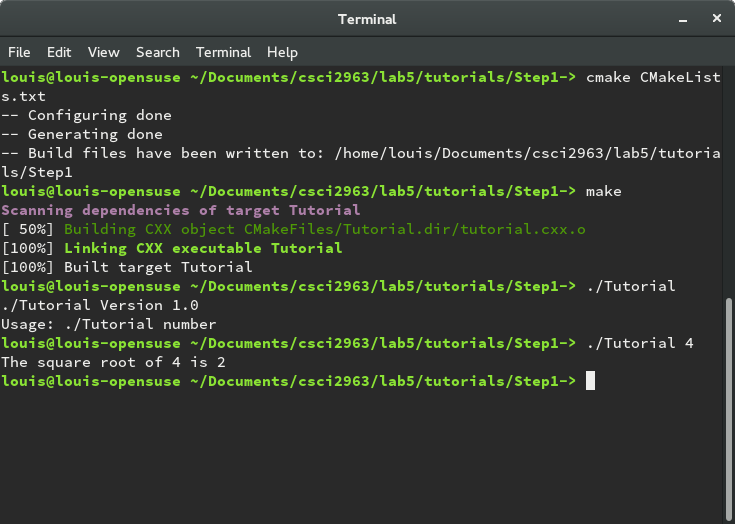 Terminal
File Edit View Search Terminal Help
louis@louis-opensuse ~/Documents/csci2963/lab5/tutorials/Step1-> cmake CMakeList
s.txt
-- Configuring done
-- Generating done
-- Build files have been written to: /home/louis/Documents/csci2963/lab5/tutoria
ls/Step1
louis@louis-opensuse ~/Documents/csci2963/lab5/tutorials/Step1-> make
Scanning dependencies of target Tutorial
[ 50%] Building CXX object CMakeFiles/Tutorial.dir/tutorial.cxx.o
[100%] Linking CXX executable Tutorial
[100%] Built target Tutorial
louis@louis-opensuse ~/Documents/csci2963/lab5/tutorials/Step1-> ./Tutorial
./Tutorial Version 1.0
Usage: ./Tutorial number
louis@louis-opensuse ~/Documents/csci2963/lab5/tutorials/Step1-> ./Tutorial 4
The square root of 4 is 2
louis@louis-opensuse ~/Documents/csci2963/lab5/tutorials/Step1->